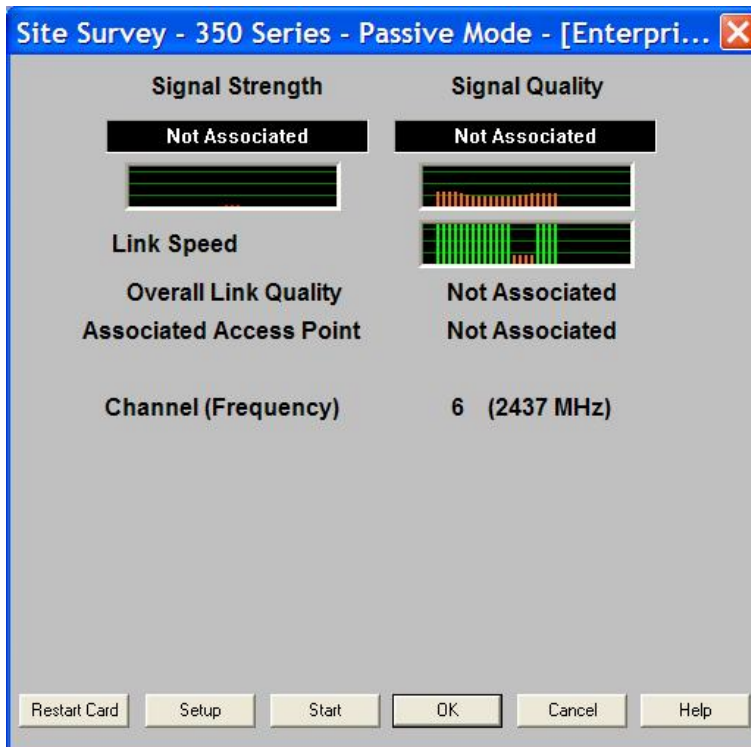 Site Survey - 350 Series - Passive Mode - [Enterpri...
Signal Strength Signal Quality
Not Associated Not Associated
Link Speed
Overall Link Quality Not Associated
Associated Access Point Not Associated
Channel (Frequency) 6 (2437 MHz)
Restart Card Setup Start OK Cancel Help